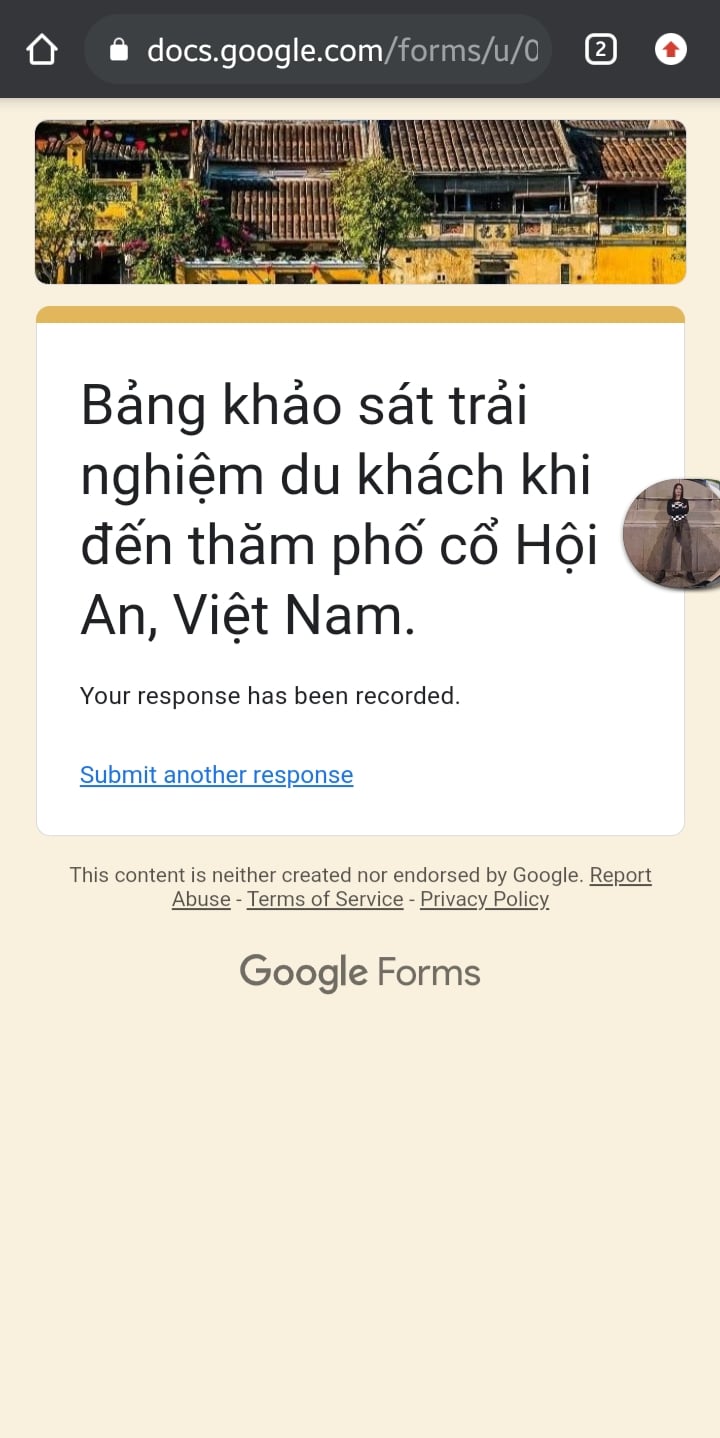 docs.google.com/forms/u/0
2
Bảng khảo sát trải
nghiệm du khách khi
đến thăm phố cổ Hội
An, Việt Nam.
Your response has been recorded.
Submit another response
This content is neither created nor endorsed by Google. Report
Abuse - Terms of Service - Privacy Policy
Google Forms